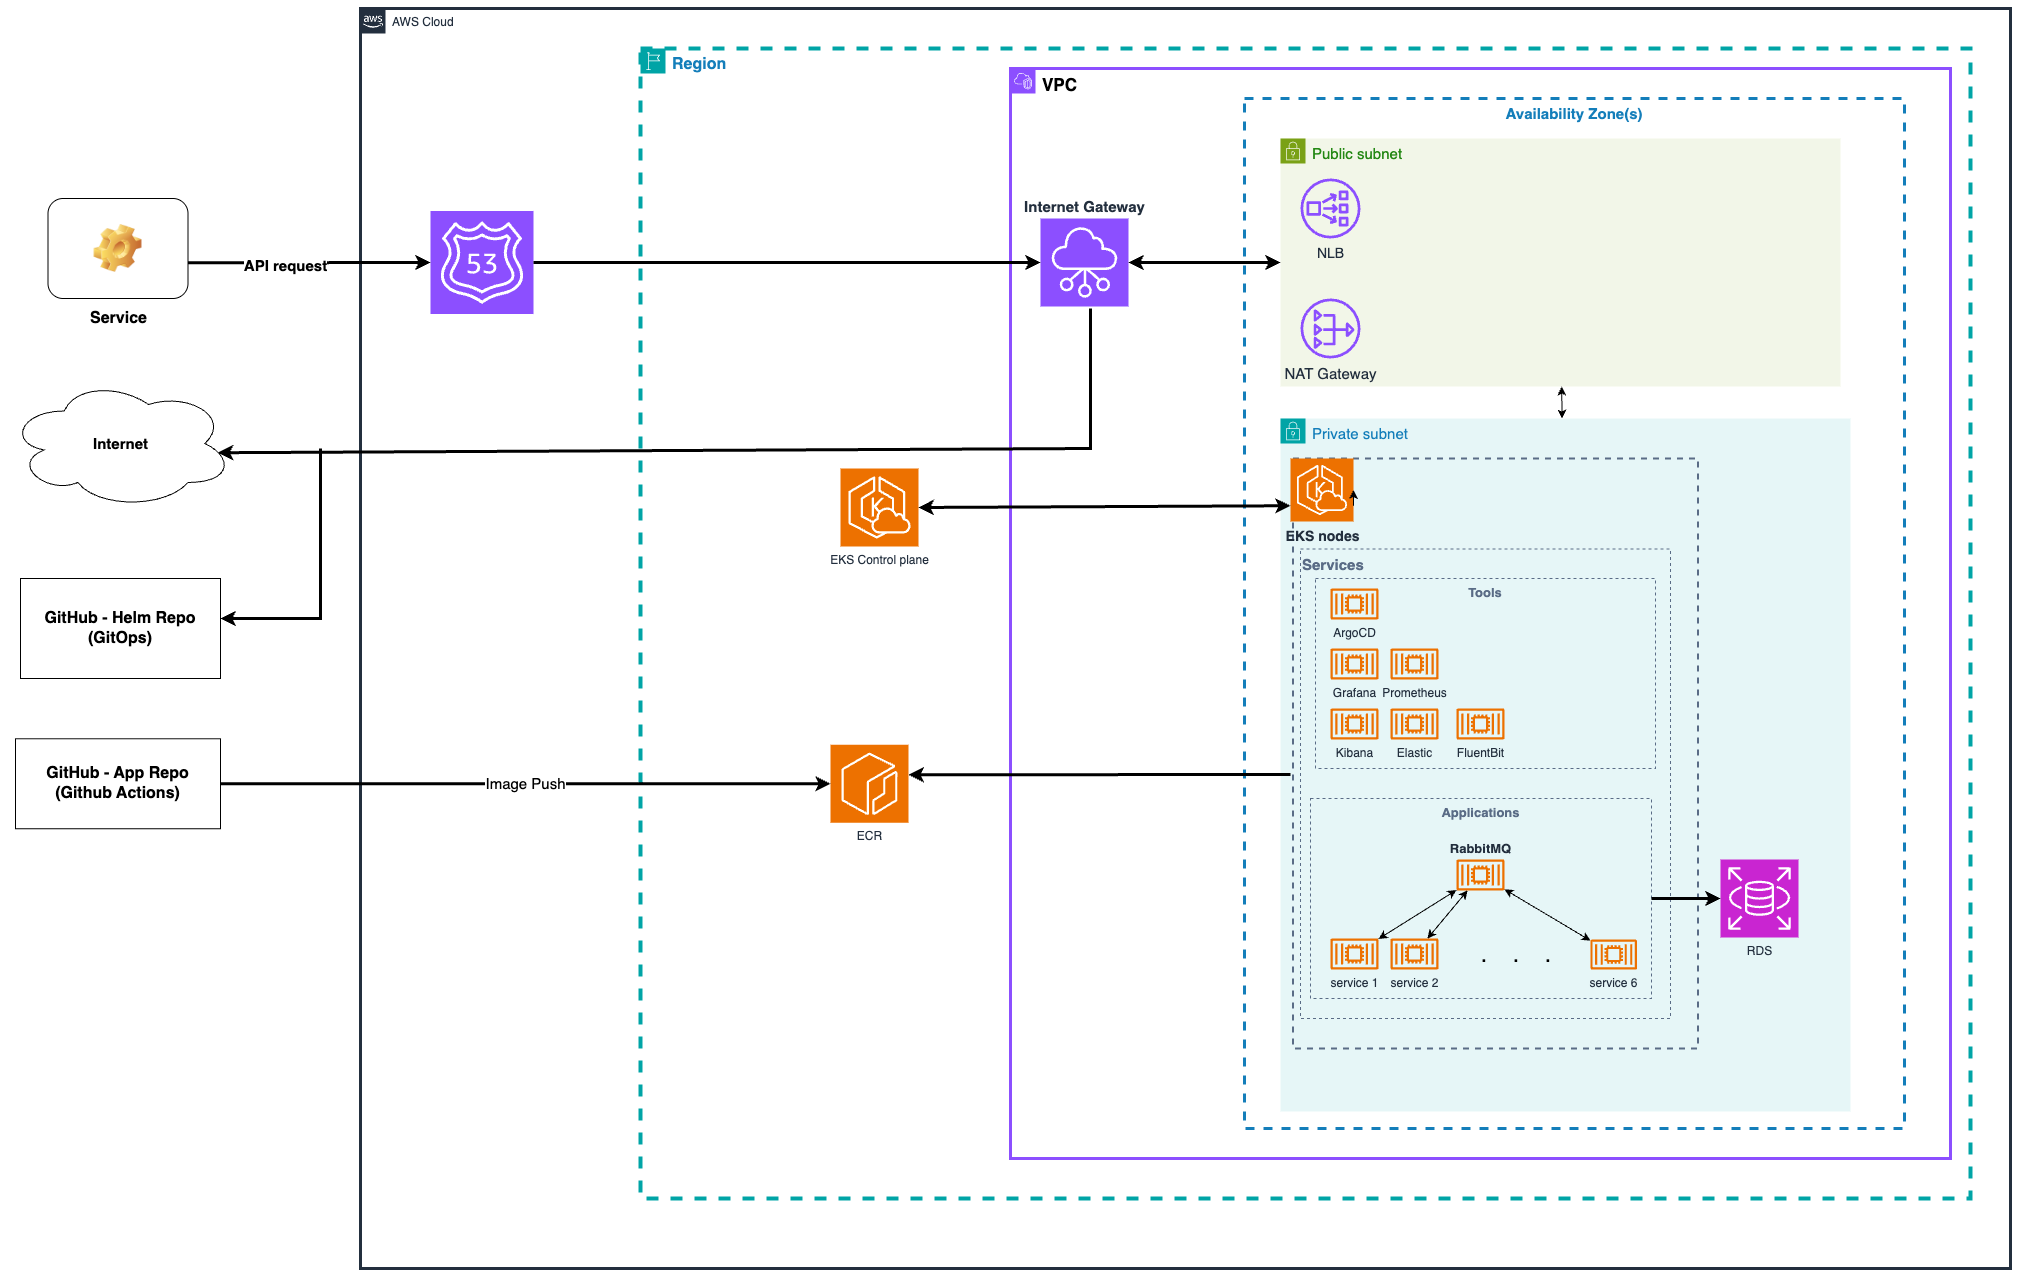 aws
AWS Cloud
Region
VPC
Availability Zone(s)
Public subnet
NLB
NAT Gateway
Internet Gateway
53
API request
Service
Internet
Private subnet
K
EKS nodes
K
EKS Control plane
Services
Tools
ArgoCD
Grafana
Prometheus
Kibana
Elastic
FluentBit
GitHub - Helm Repo
(GitOps)
GitHub - App Repo
(Github Actions)
Image Push
ECR
Applications
RabbitMQ
service 1
service 2
. . .
service 6
RDS